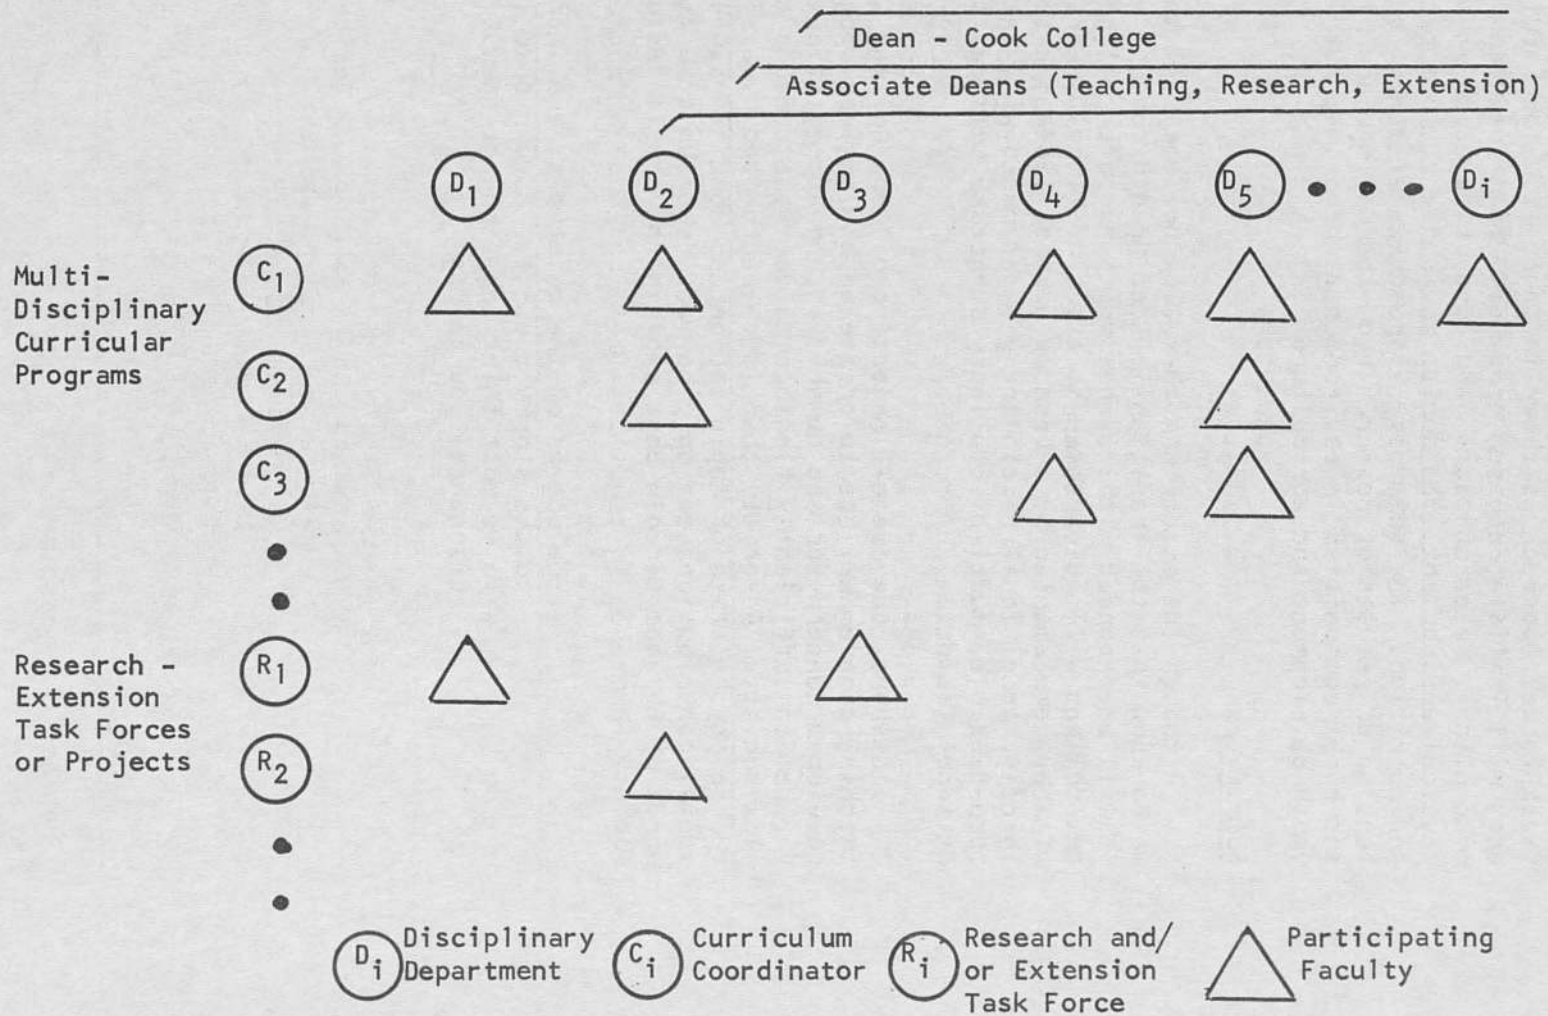 Dean - Cook College
Associate Deans (Teaching, Research, Extension)
D1 D2 D3 D4 D5 • • • Di
Multi-
Disciplinary
Curricular
Programs
C1
C2
C3
Research -
Extension
Task Forces
or Projects
R1
R2
Di Disciplinary
Department
Ci Curriculum
Coordinator
Ri Research and/
or Extension
Task Force
Participating
Faculty